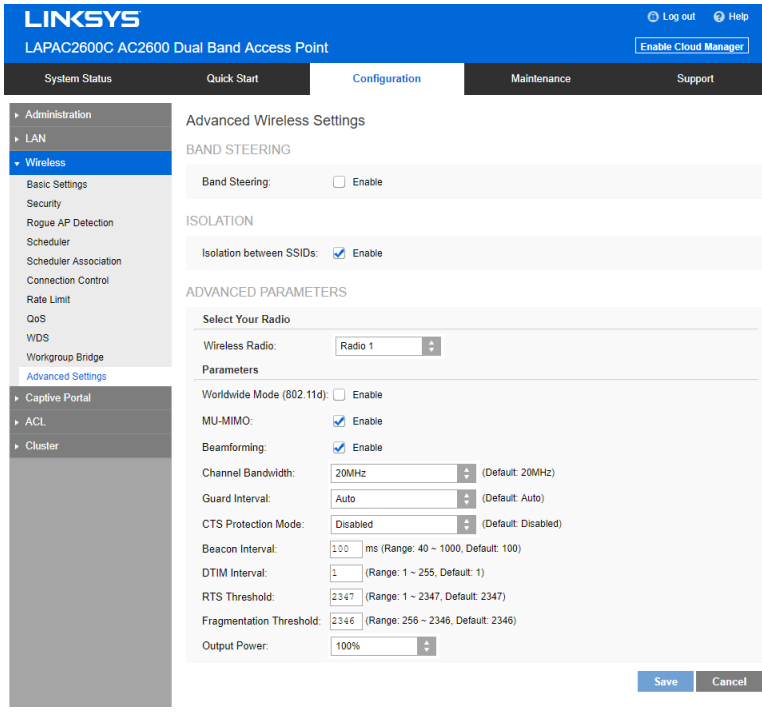 LINKSYS
Log out Help
LAPAC2600C AC2600 Dual Band Access Point
Enable Cloud Manager
System Status Quick Start Configuration Maintenance Support
Administration
LAN
Wireless
Basic Settings
Security
Rogue AP Detection
Scheduler
Scheduler Association
Connection Control
Rate Limit
QoS
WDS
Workgroup Bridge
Advanced Settings
Captive Portal
ACL
Cluster
Advanced Wireless Settings
BAND STEERING
Band Steering: Enable
ISOLATION
Isolation between SSIDs: Enable
ADVANCED PARAMETERS
Select Your Radio
Wireless Radio: Radio 1
Parameters
Worldwide Mode (802.11d): Enable
MU-MIMO: Enable
Beamforming: Enable
Channel Bandwidth: 20MHz (Default: 20MHz)
Guard Interval: Auto (Default: Auto)
CTS Protection Mode: Disabled (Default: Disabled)
Beacon Interval: 100 ms (Range: 40 ~ 1000, Default: 100)
DTIM Interval: 1 (Range: 1 ~ 255, Default: 1)
RTS Threshold: 2347 (Range: 1 ~ 2347, Default: 2347)
Fragmentation Threshold: 2346 (Range: 256 ~ 2346, Default: 2346)
Output Power: 100%
Save Cancel